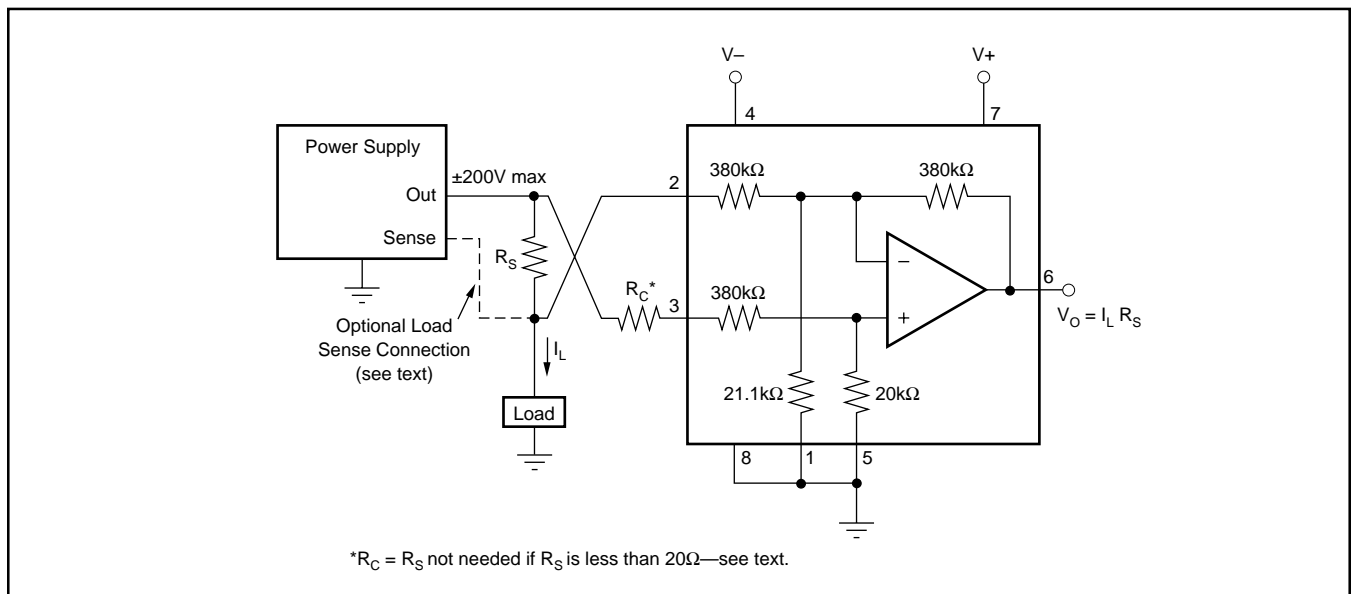 V–
V+
4
7
Power Supply
±200V max
Out
Sense
R_S
Optional Load
Sense Connection
(see text)
I_L
Load
R_C*
2
3
380kΩ
380kΩ
380kΩ
–
+
6
V_O = I_L R_S
21.1kΩ
20kΩ
8
1
5
*R_C = R_S not needed if R_S is less than 20Ω—see text.